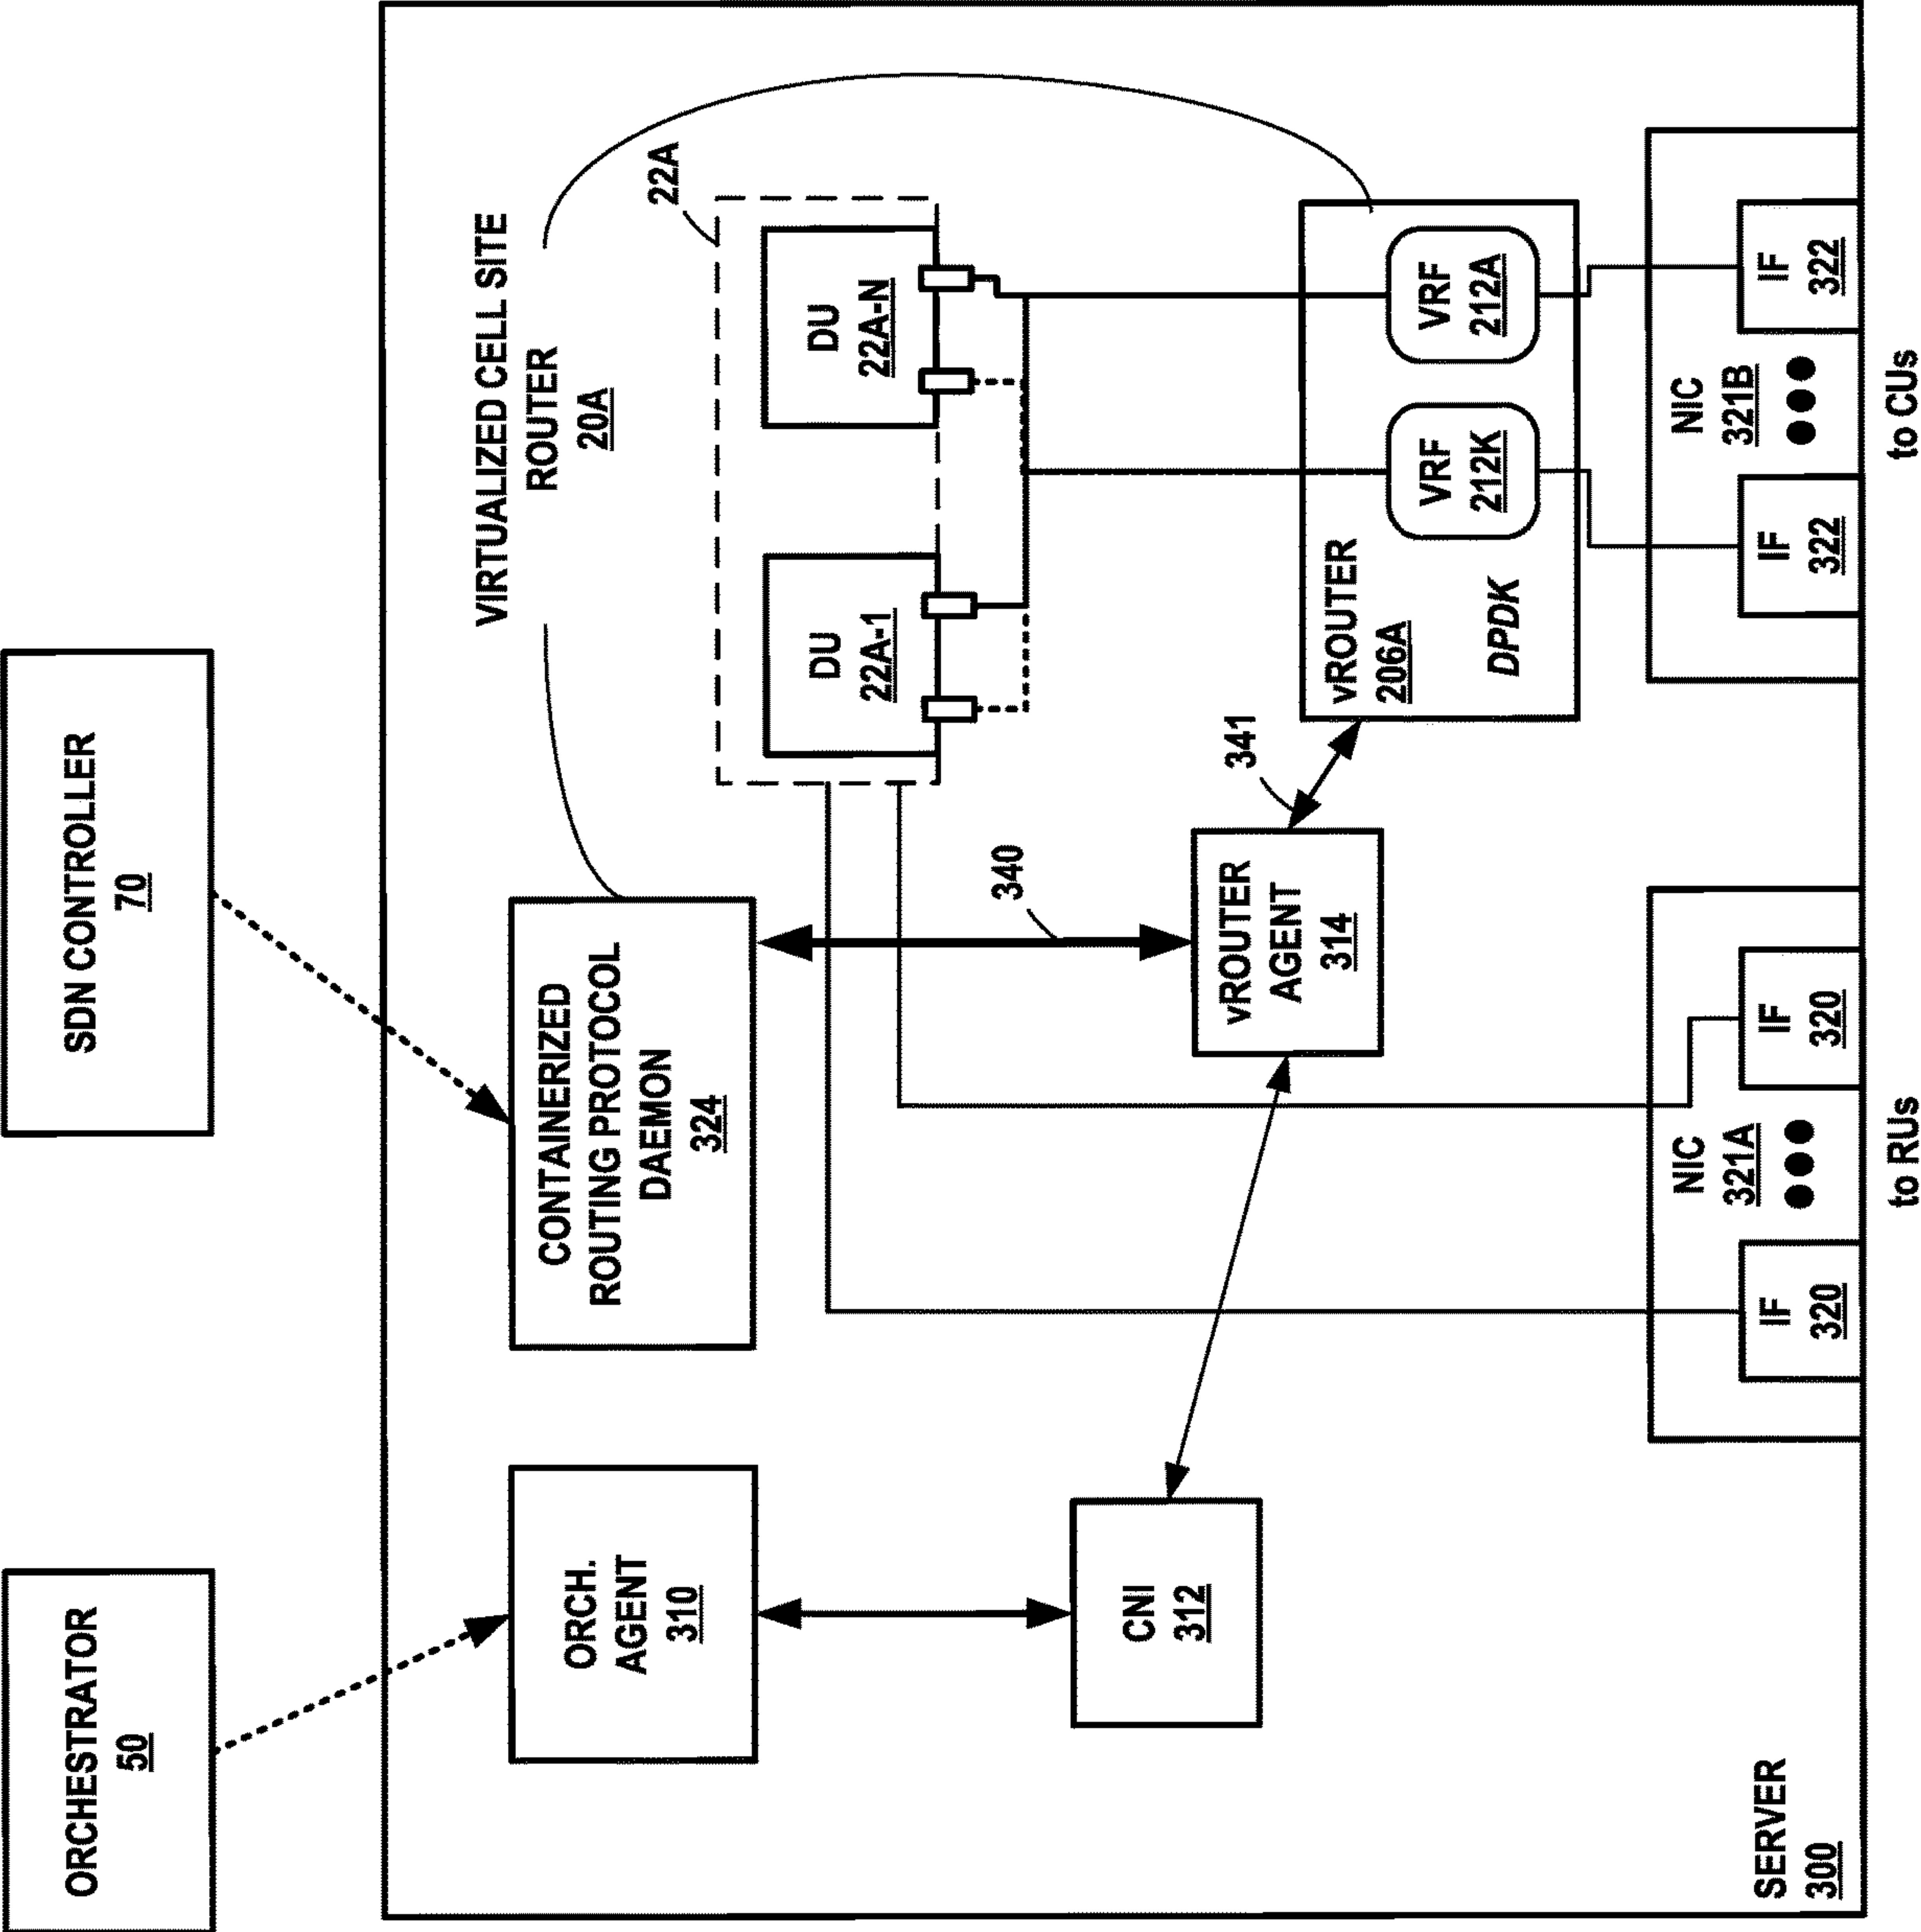 ORCHESTRATOR
50
SDN CONTROLLER
70
VIRTUALIZED CELL SITE
ROUTER
20A
ORCH.
AGENT
310
CONTAINERIZED
ROUTING PROTOCOL
DAEMON
324
22A
DU
22A-1
DU
22A-N
340
341
CNI
312
vROUTER
AGENT
314
vROUTER
206A
DPDK
VRF
212K
VRF
212A
NIC
321A
IF
320
IF
320
NIC
321B
IF
322
IF
322
SERVER
300
to RUs
to CUs